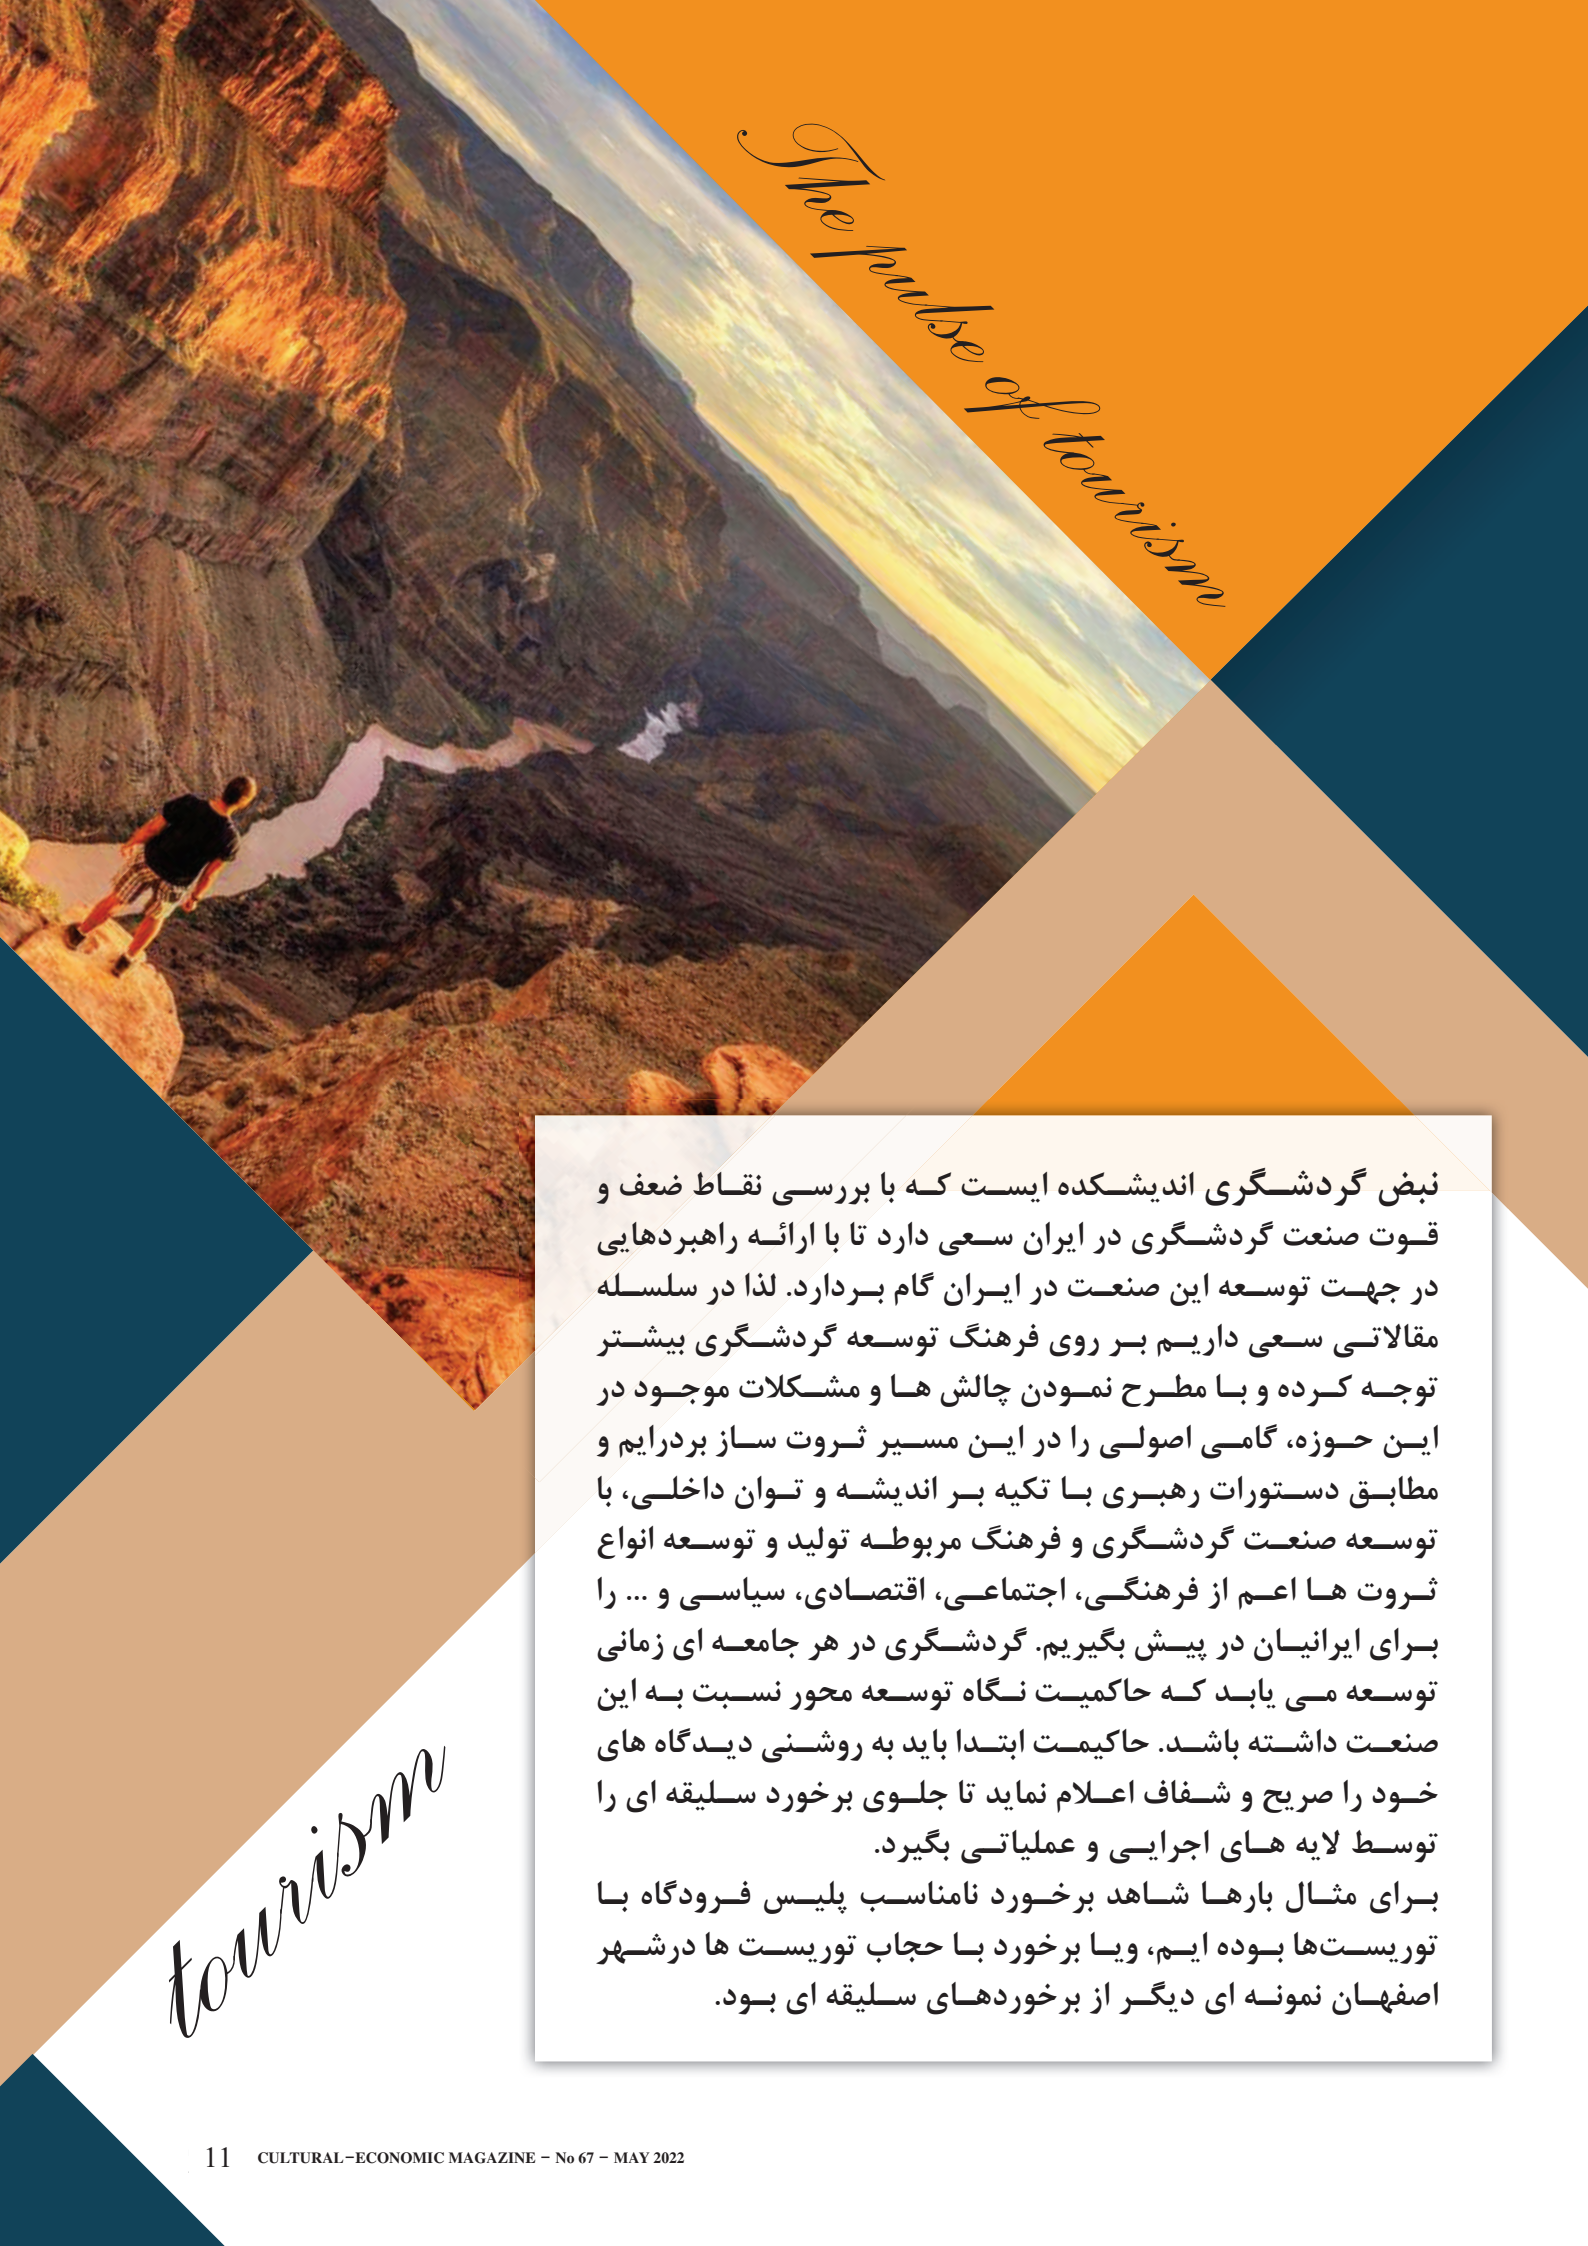 The pulse of tourism
نبض گردشگری اندیشکده ایست که با بررسی نقاط ضعف و
قوت صنعت گردشگری در ایران سعی دارد تا با ارائه راهبردهایی
در جهت توسعه این صنعت در ایران گام بردارد. لذا در سلسله
مقالاتی سعی داریم بر روی فرهنگ توسعه گردشگری بیشتر
توجه کرده و با مطرح نمودن چالش ها و مشکلات موجود در
این حوزه، گامی اصولی را در این مسیر ثروت ساز بردرایم و
مطابق دستورات رهبری با تکیه بر اندیشه و توان داخلی، با
توسعه صنعت گردشگری و فرهنگ مربوطه تولید و توسعه انواع
ثروت ها اعم از فرهنگی، اجتماعی، اقتصادی، سیاسی و ... را
برای ایرانیان در پیش بگیریم. گردشگری در هر جامعه ای زمانی
توسعه می یابد که حاکمیت نگاه توسعه محور نسبت به این
صنعت داشته باشد. حاکیمت ابتدا باید به روشنی دیدگاه های
خود را صریح و شفاف اعلام نماید تا جلوی برخورد سلیقه ای را
توسط لایه های اجرایی و عملیاتی بگیرد.
برای مثال بارها شاهد برخورد نامناسب پلیس فرودگاه با
توریست‌ها بوده ایم، ویا برخورد با حجاب توریست ها درشهر
اصفهان نمونه ای دیگر از برخوردهای سلیقه ای بود.
tourism
11 CULTURAL-ECONOMIC MAGAZINE - No 67 - MAY 2022